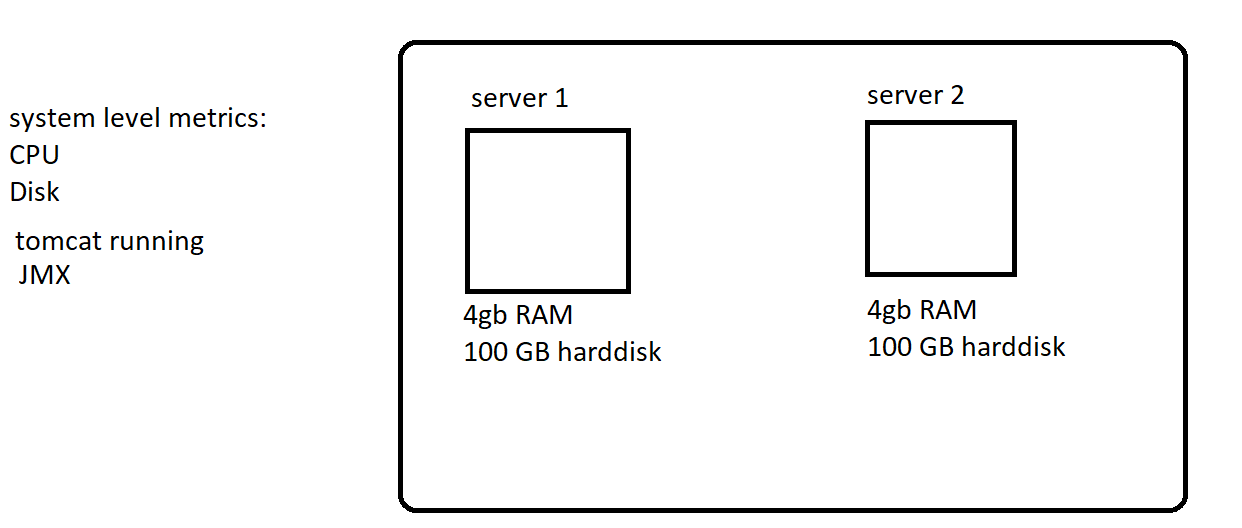 system level metrics:
CPU
Disk
tomcat running
JMX
server 1
4gb RAM
100 GB harddisk
server 2
4gb RAM
100 GB harddisk